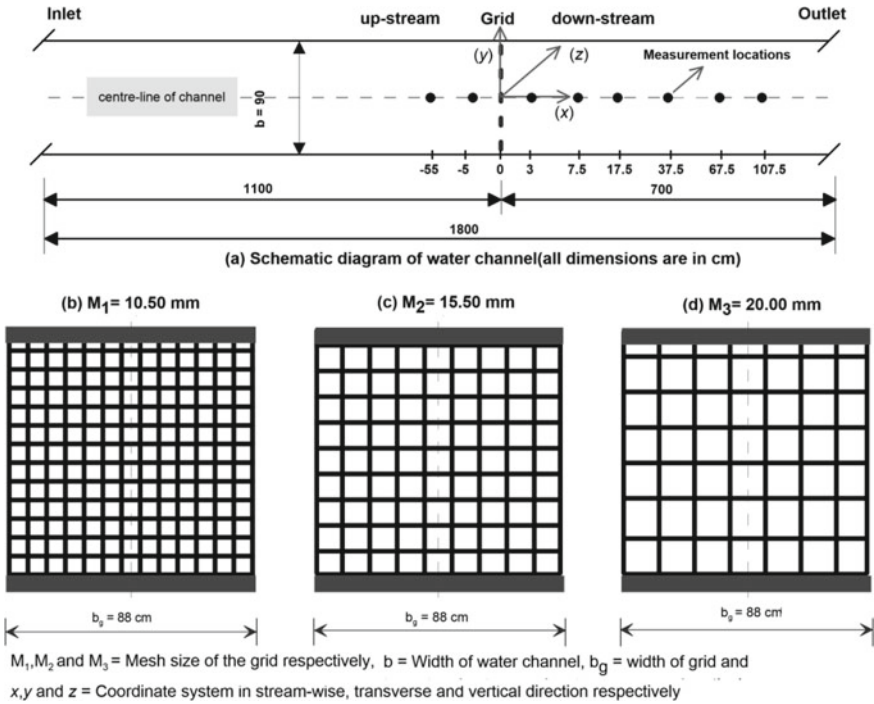 Inlet up-stream Grid down-stream Outlet
(y) (z) Measurement locations
centre-line of channel
b = 90
(x)
-55 -5 0 3 7.5 17.5 37.5 67.5 107.5
1100 700
1800
(a) Schematic diagram of water channel(all dimensions are in cm)
(b) M1= 10.50 mm (c) M2= 15.50 mm (d) M3= 20.00 mm
bg = 88 cm bg = 88 cm bg = 88 cm
M1,M2 and M3 = Mesh size of the grid respectively, b = Width of water channel, bg = width of grid and
x,y and z = Coordinate system in stream-wise, transverse and vertical direction respectively